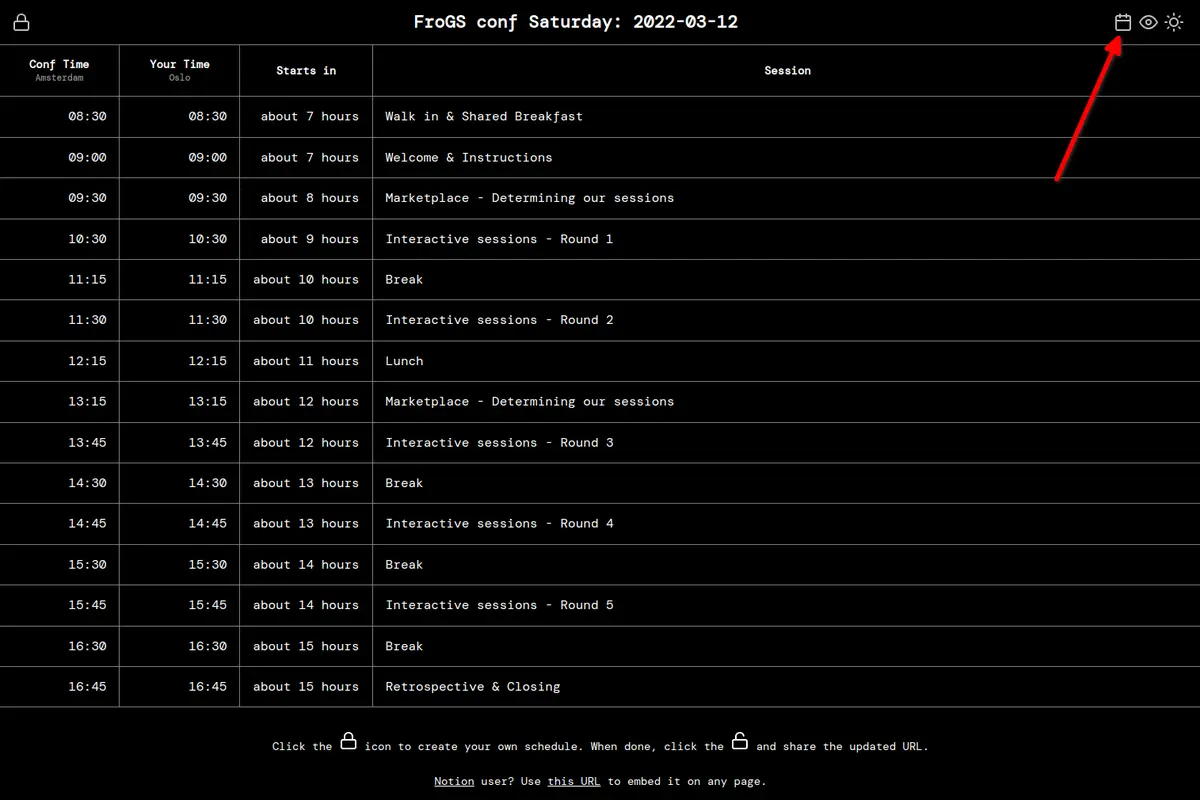 FroGS conf Saturday: 2022-03-12
Conf Time Your Time Starts in Session
Amsterdam Oslo
08:30 08:30 about 7 hours Walk in & Shared Breakfast
09:00 09:00 about 7 hours Welcome & Instructions
09:30 09:30 about 8 hours Marketplace - Determining our sessions
10:30 10:30 about 9 hours Interactive sessions - Round 1
11:15 11:15 about 10 hours Break
11:30 11:30 about 10 hours Interactive sessions - Round 2
12:15 12:15 about 11 hours Lunch
13:15 13:15 about 12 hours Marketplace - Determining our sessions
13:45 13:45 about 12 hours Interactive sessions - Round 3
14:30 14:30 about 13 hours Break
14:45 14:45 about 13 hours Interactive sessions - Round 4
15:30 15:30 about 14 hours Break
15:45 15:45 about 14 hours Interactive sessions - Round 5
16:30 16:30 about 15 hours Break
16:45 16:45 about 15 hours Retrospective & Closing
Click the icon to create your own schedule. When done, click the and share the updated URL.
Notion user? Use this URL to embed it on any page.